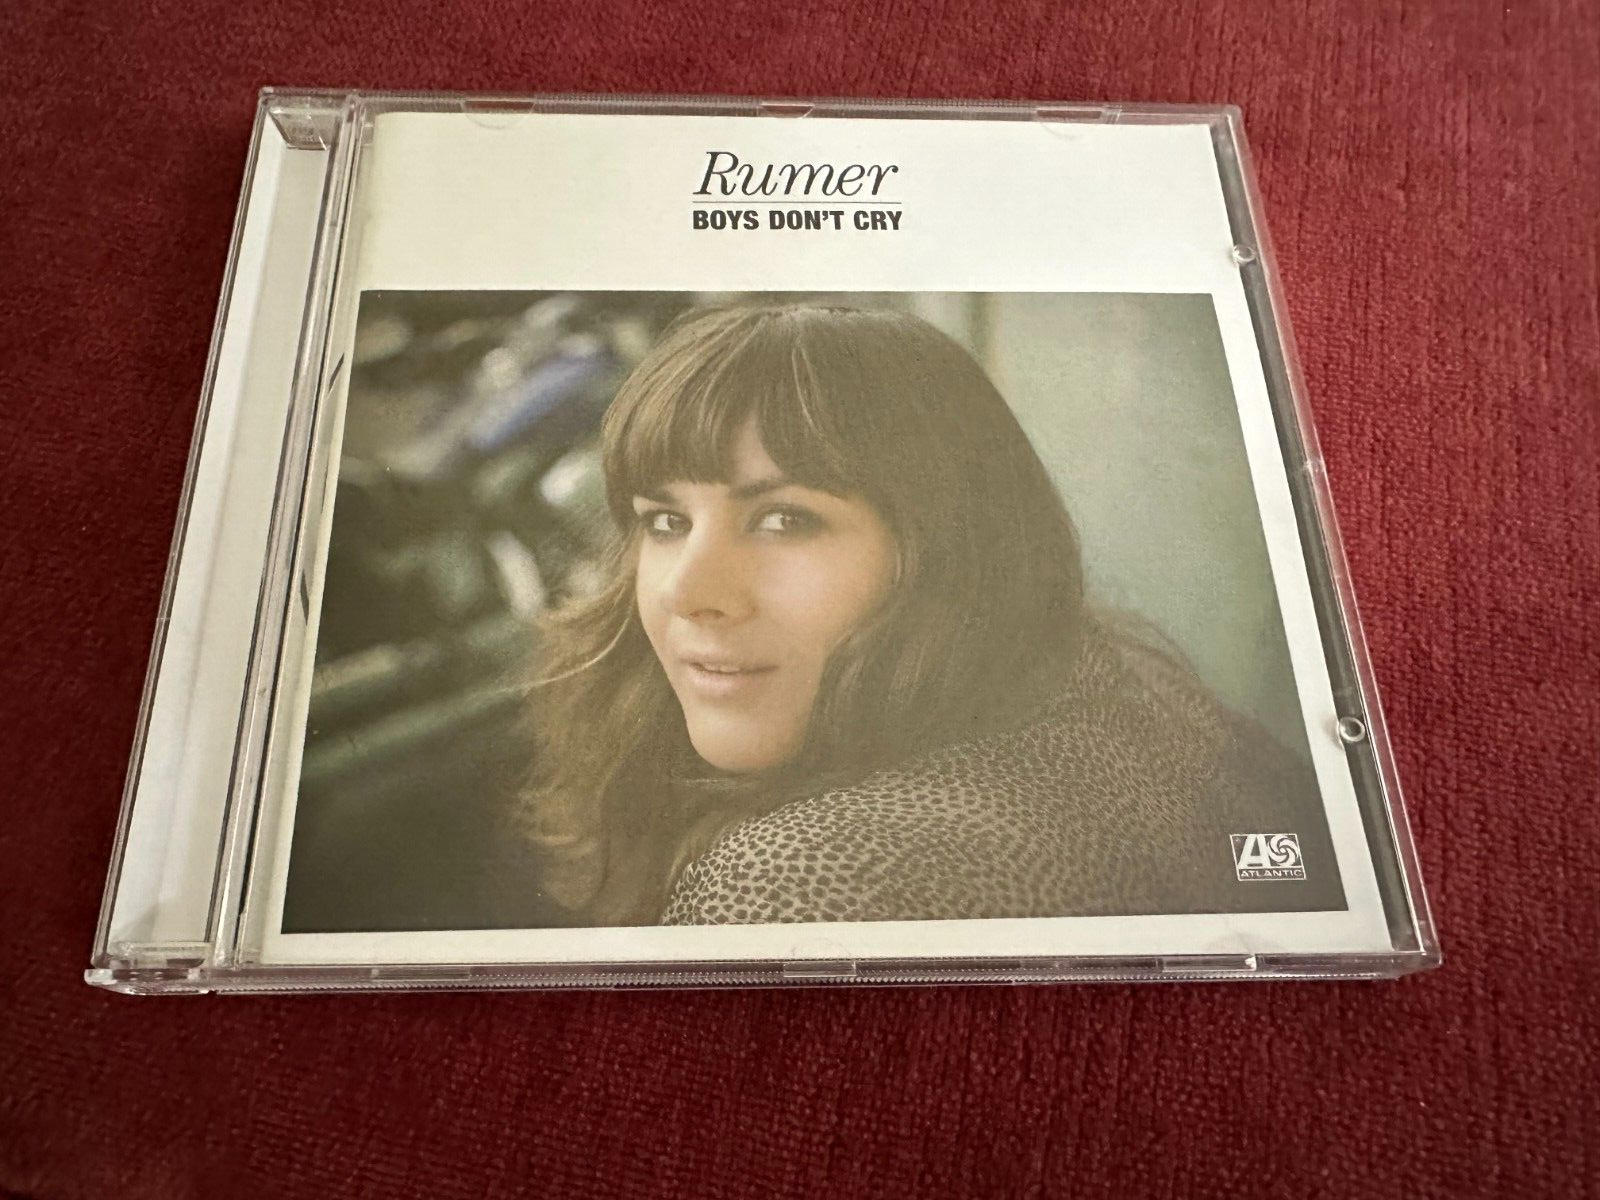 Rumer
BOYS DON'T CRY
ATLANTIC